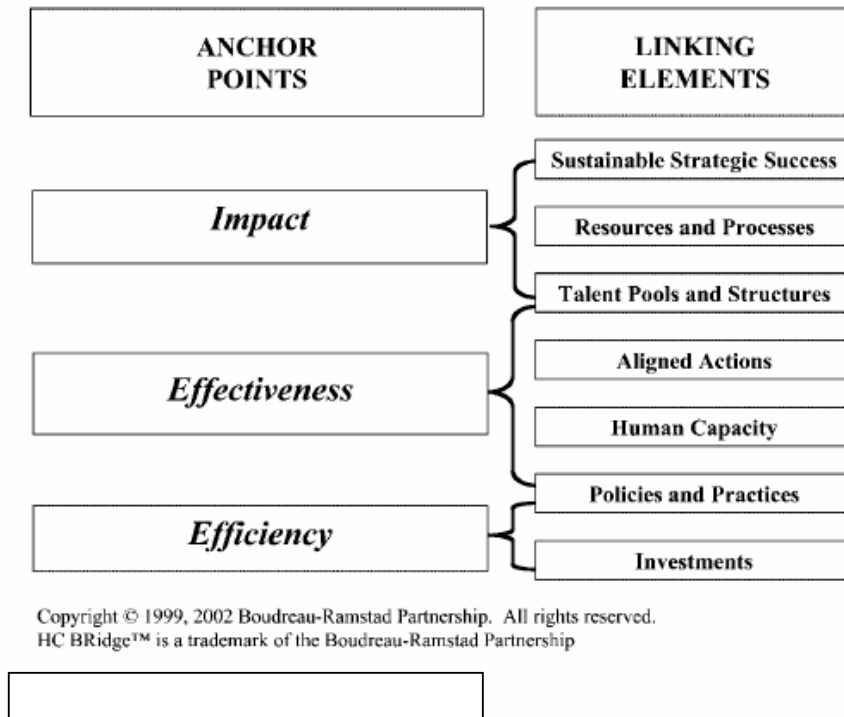 ANCHOR
POINTS
LINKING
ELEMENTS
Sustainable Strategic Success
Impact
Resources and Processes
Talent Pools and Structures
Effectiveness
Aligned Actions
Human Capacity
Policies and Practices
Efficiency
Investments
Copyright © 1999, 2002 Boudreau-Ramstad Partnership. All rights reserved.
HC BRidge™ is a trademark of the Boudreau-Ramstad Partnership